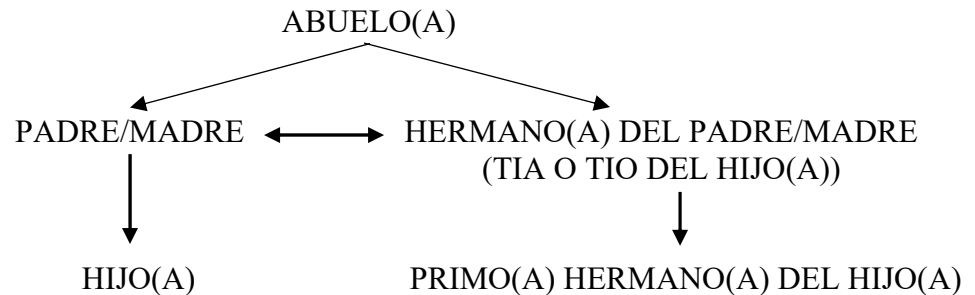 ABUELO(A)
PADRE/MADRE
HERMANO(A) DEL PADRE/MADRE
(TIA O TIO DEL HIJO(A))
HIJO(A)
PRIMO(A) HERMANO(A) DEL HIJO(A)